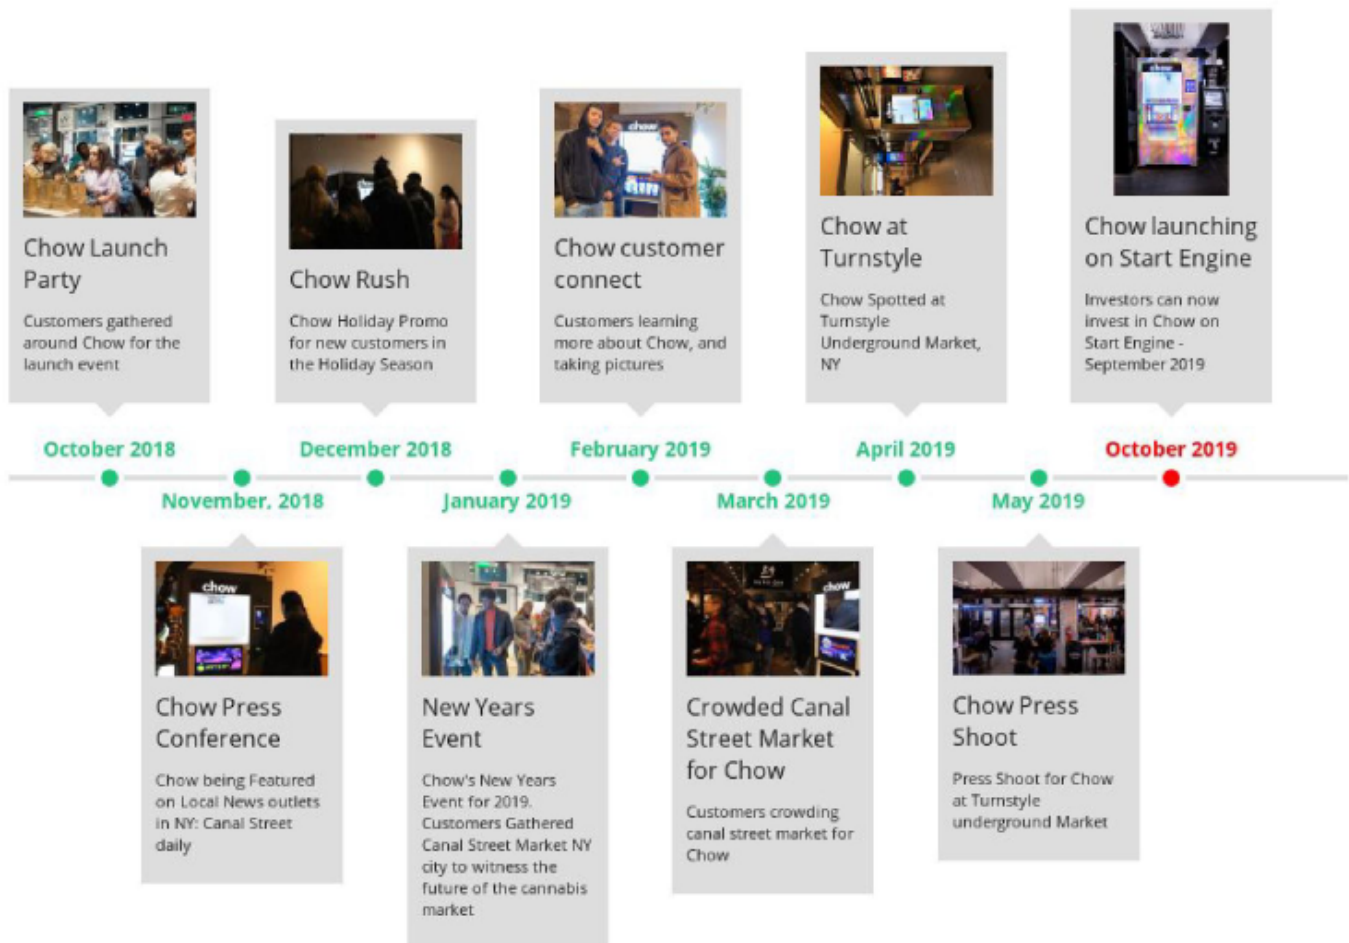 chow
Chow Launch
Party
Customers gathered
around Chow for the
launch event
Chow Rush
Chow Holiday Promo
for new customers in
the Holiday Season
chow
Chow customer
connect
Customers learning
more about Chow, and
taking pictures
Chow at
Turnstyle
Chow Spotted at
Turnstyle
Underground Market,
NY
chow
Chow launching
on Start Engine
Investors can now
invest in Chow on
Start Engine -
September 2019
October 2018
December 2018
February 2019
April 2019
October 2019
November, 2018
January 2019
March 2019
May 2019
chow
Chow Press
Conference
Chow being Featured
on Local News outlets
in NY: Canal Street
daily
New Years
Event
Chow's New Years
Event for 2019.
Customers Gathered
Canal Street Market NY
city to witness the
future of the cannabis
market
chow
Crowded Canal
Street Market
for Chow
Customers crowding
canal street market for
Chow
Chow Press
Shoot
Press Shoot for Chow
at Turnstyle
underground Market